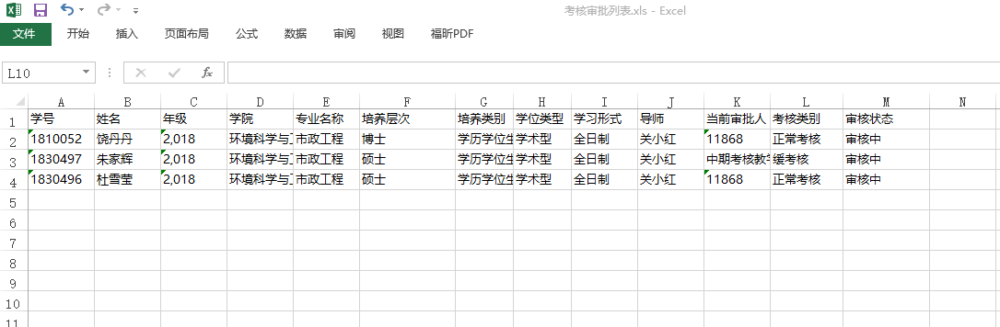 考核审批列表.xls - Excel
文件 开始 插入 页面布局 公式 数据 审阅 视图 福昕PDF
L10 fx
A B C D E F G H I J K L M N
1 学号 姓名 年级 学院 专业名称 培养层次 培养类别 学位类型 学习形式 导师 当前审批人 考核类别 审核状态
2 1810052 饶丹丹 2,018 环境科学与 市政工程 博士 学历学位生 学术型 全日制 关小红 11868 正常考核 审核中
3 1830497 朱家辉 2,018 环境科学与 市政工程 硕士 学历学位生 学术型 全日制 关小红 中期考核教学 缓考核 审核中
4 1830496 杜雪莹 2,018 环境科学与 市政工程 硕士 学历学位生 学术型 全日制 关小红 11868 正常考核 审核中
5
6
7
8
9
10
11